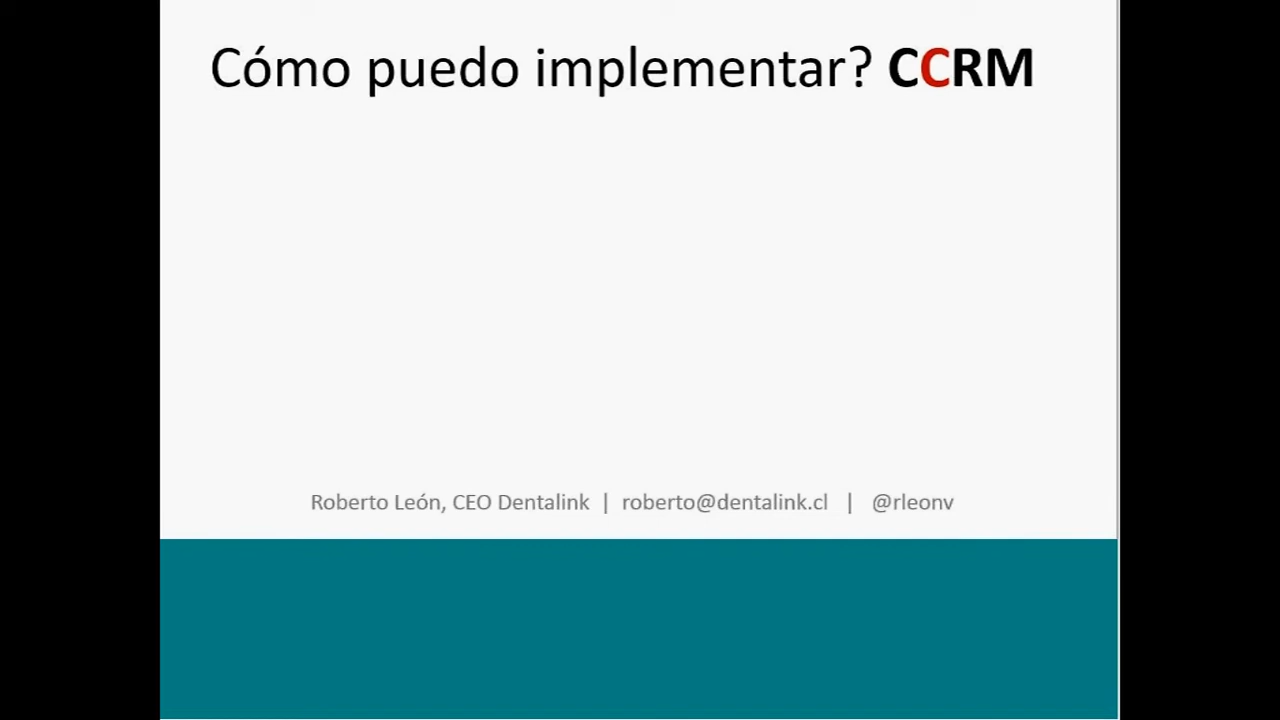 Cómo puedo implementar? CCRM
Roberto León, CEO Dentalink | roberto@dentalink.cl | @rleonv